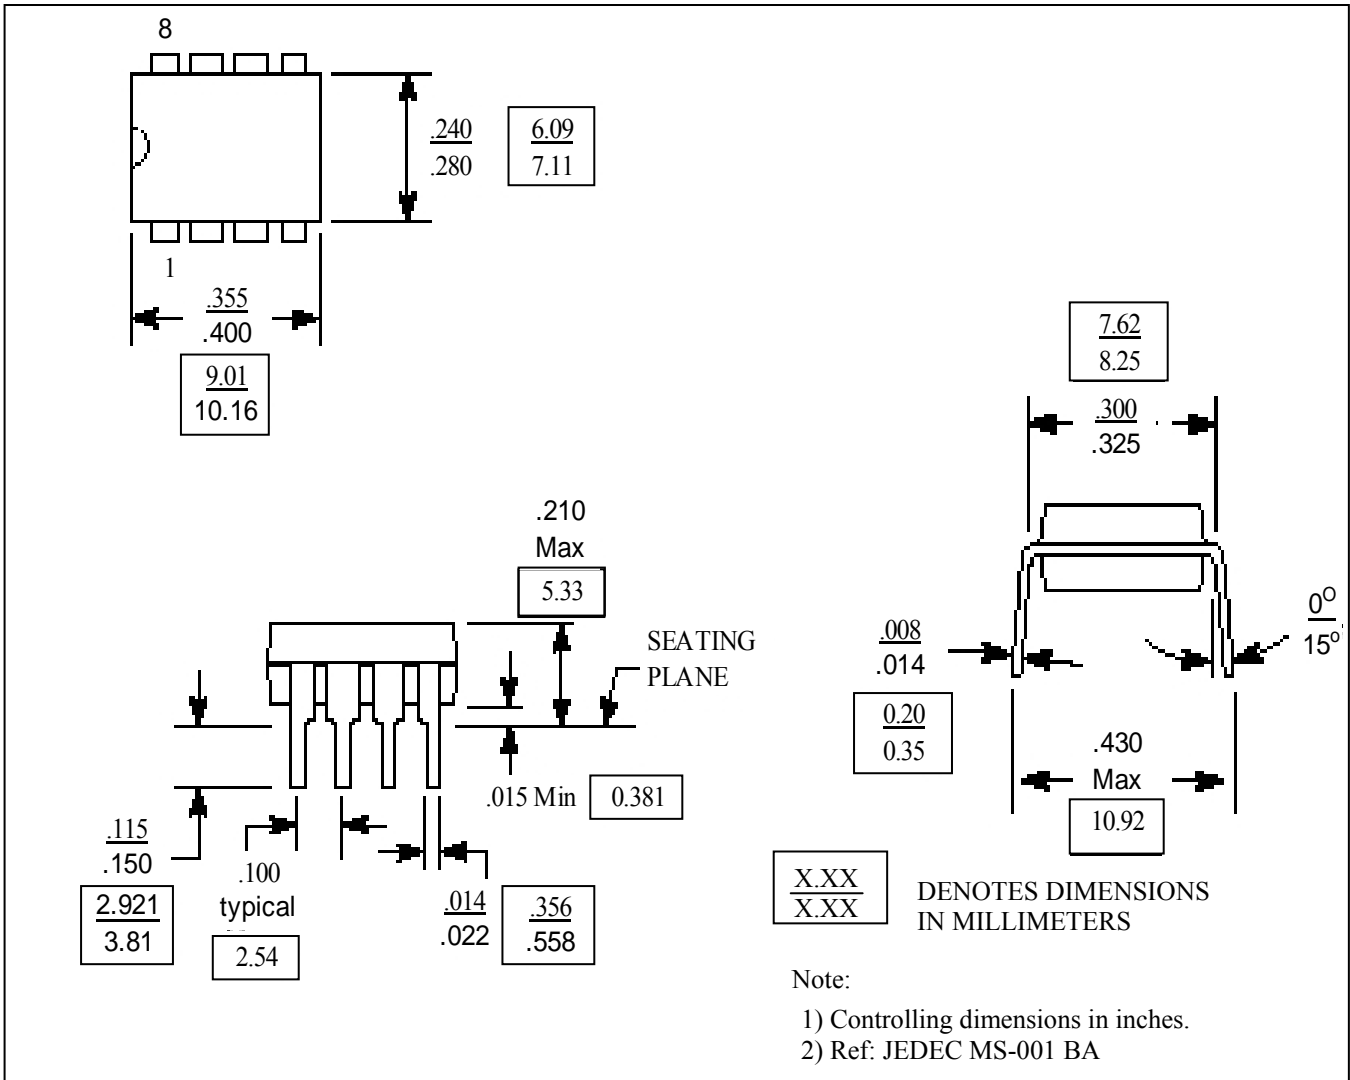 8
.240
.280
6.09
7.11
1
.355
.400
9.01
10.16
7.62
8.25
.300
.325
.210
Max
5.33
SEATING
PLANE
.015 Min
0.381
.115
.150
2.921
3.81
.100
typical
2.54
.014
.022
.356
.558
.008
.014
0.20
0.35
0°
15°
.430
Max
10.92
X.XX
X.XX
DENOTES DIMENSIONS
IN MILLIMETERS
Note:
1) Controlling dimensions in inches.
2) Ref: JEDEC MS-001 BA